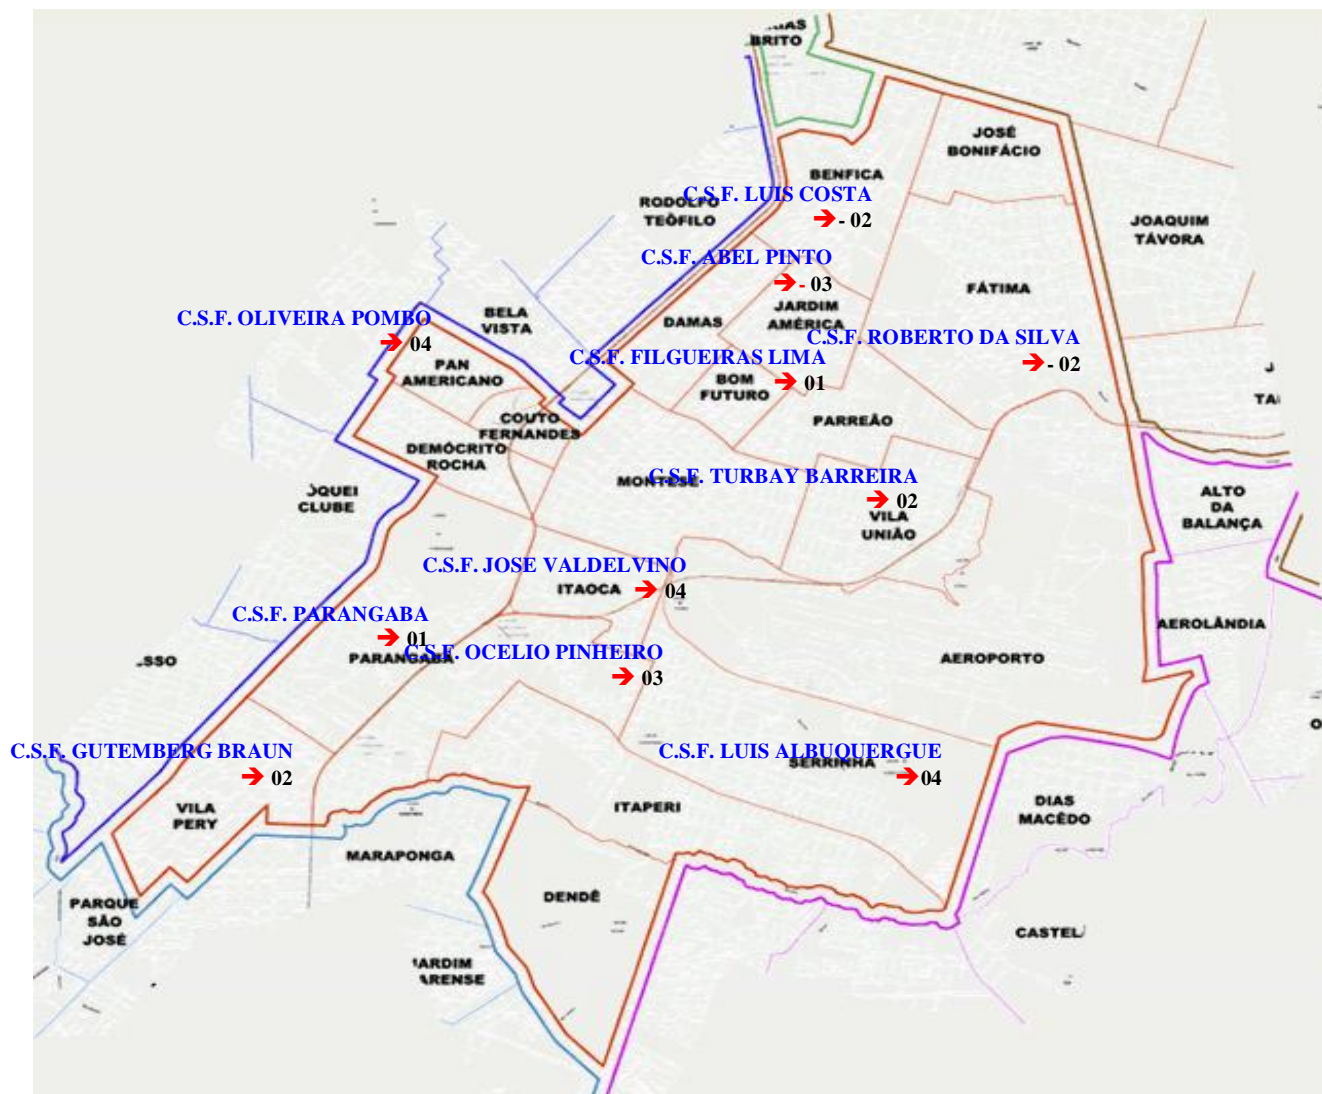 BRITO
JOSÉ
BONIFÁCIO
BENFICA
C.S.F. LUIS COSTA
- 02
RODOLFO
TEÓFILO
JOAQUIM
TÁVORA
C.S.F. ABEL PINTO
- 03
FÁTIMA
JARDIM
AMÉRICA
DAMAS
BELA
VISTA
C.S.F. OLIVEIRA POMBO
04
C.S.F. ROBERTO DA SILVA
- 02
C.S.F. FILGUEIRAS LIMA
01
PAN
AMERICANO
BOM
FUTURO
COUTO
FERNANDES
PARREÃO
DEMÓCRITO
ROCHA
MONTESE
C.S.F. TURBAY BARREIRA
02
VILA
UNIÃO
CLUBE
ALTO
DA
BALANÇA
C.S.F. JOSE VALDELVINO
ITAOCA
04
C.S.F. PARANGABA
01
PARANGABA
C.S.F. OCELIO PINHEIRO
03
AEROLÂNDIA
AEROPORTO
C.S.F. GUTEMBERG BRAUN
02
C.S.F. LUIS ALBUQUERGUE
SERRINHA
04
VILA
PERY
ITAPERI
DIAS
MACÊDO
MARAPONGA
DENDÊ
PARQUE
SÃO
JOSÉ